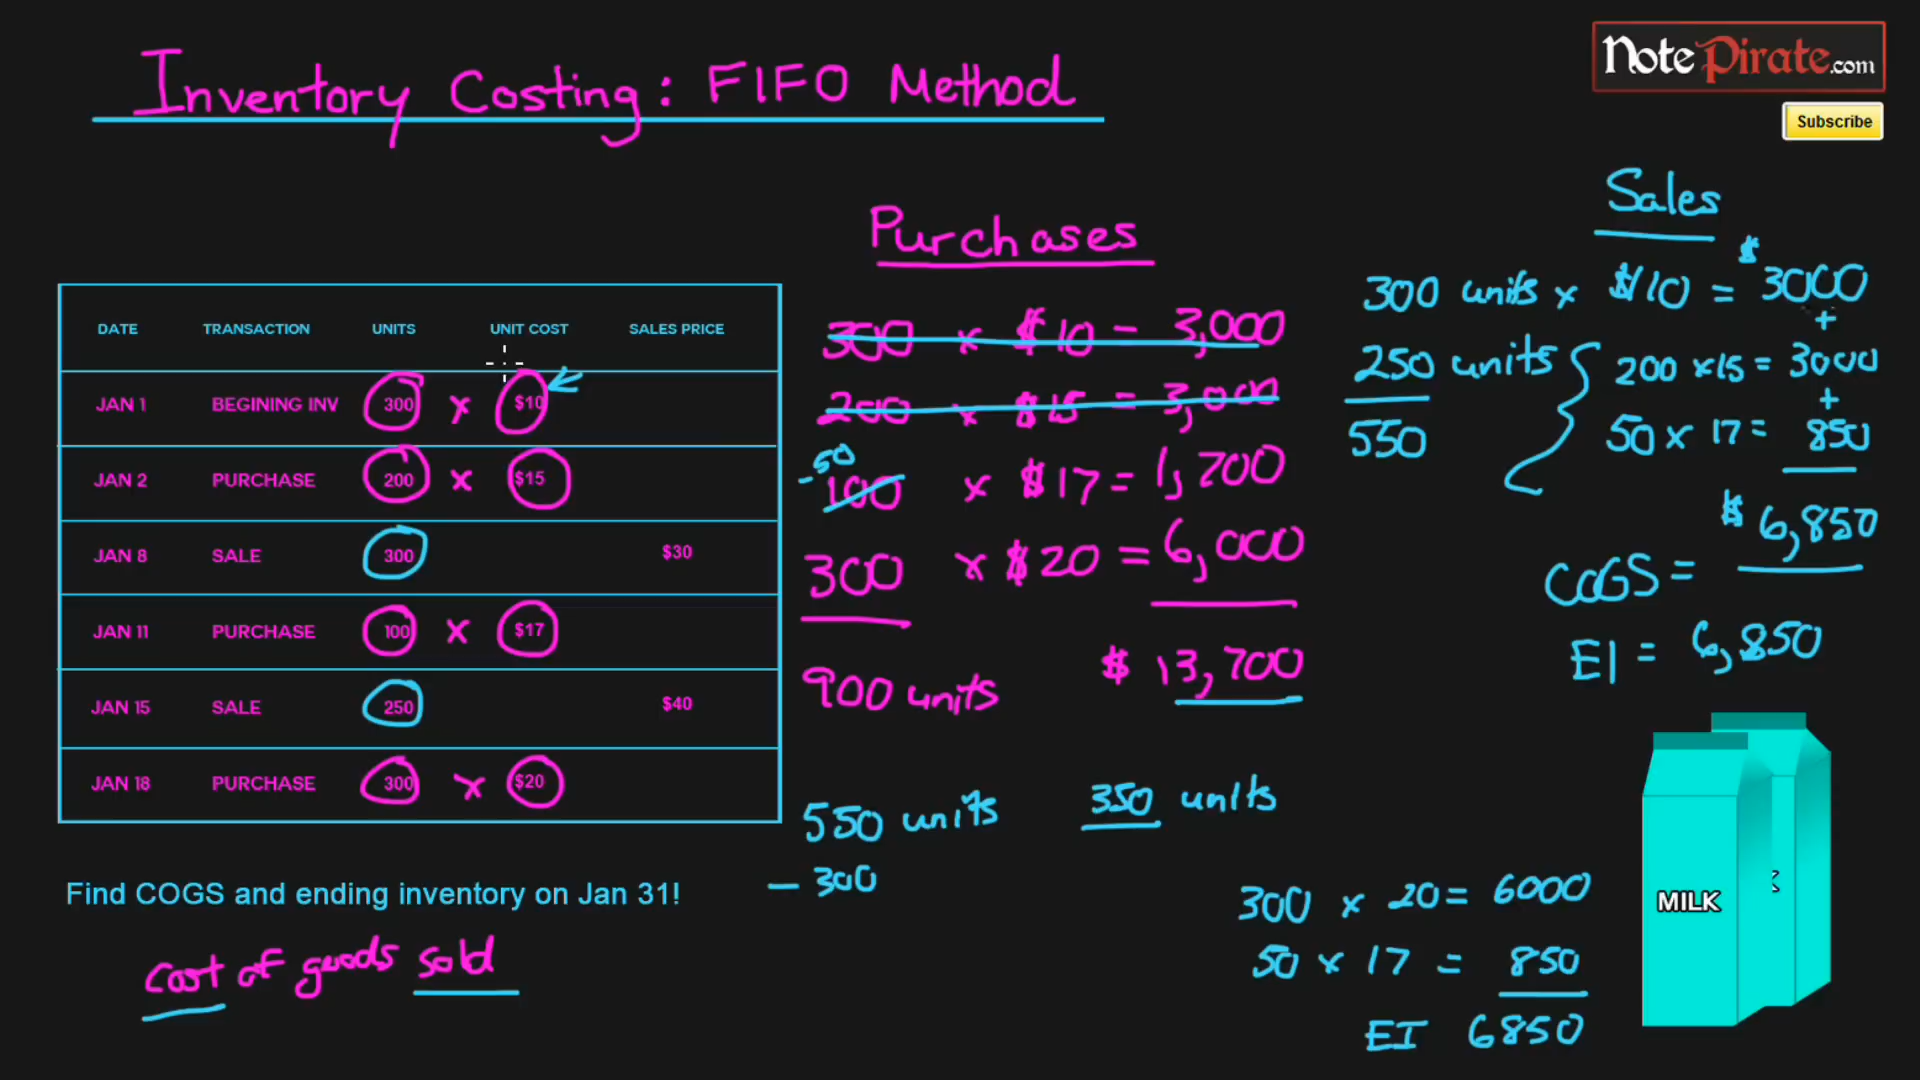 Inventory Costing: FIFO Method
NotePirate.com
Subscribe
DATE TRANSACTION UNITS UNIT COST SALES PRICE
JAN 1 BEGINING INV 300 x $10
JAN 2 PURCHASE 200 x $15
JAN 8 SALE 300 $30
JAN 11 PURCHASE 100 x $17
JAN 15 SALE 250 $40
JAN 18 PURCHASE 300 x $20
Find COGS and ending inventory on Jan 31!
Cost of goods sold
Purchases
300 x $10 = 3,000
200 x $15 = 3,000
-50
100 x $17 = 1,700
300 x $20 = 6,000
900 units $ 13,700
550 units 350 units
- 300
Sales
300 units x $10 = $3000
+
250 units 200 x 15 = 3000
+
550 50 x 17 = 850
$ 6,850
COGS =
EI = 6,850
300 x 20 = 6000
50 x 17 = 850
EI 6850
MILK
K